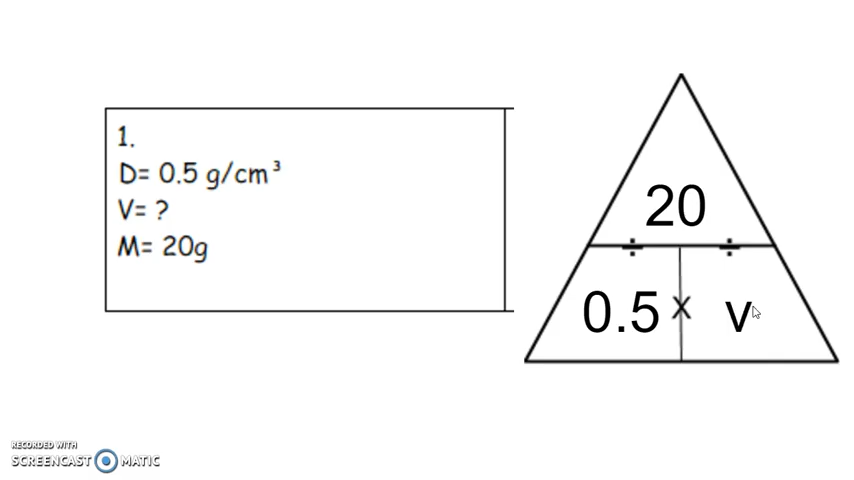 1.
D= 0.5 g/cm³
V= ?
M= 20g
20
÷ ÷
0.5 x v
RECORDED WITH
SCREENCAST MATIC